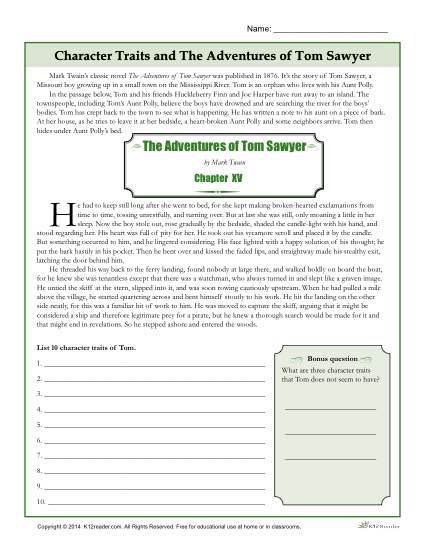 Name: ____________________
Character Traits and The Adventures of Tom Sawyer
Mark Twain's classic novel The Adventures of Tom Sawyer was published in 1876. It's the story of Tom Sawyer, a
Missouri boy growing up in a small town on the Mississippi River. Tom is an orphan who lives with his Aunt Polly.
In the passage below, Tom and his friends Huckleberry Finn and Joe Harper have run away to an island. The
townspeople, including Tom's Aunt Polly, believe the boys have drowned and are searching the river for the boys'
bodies. Tom has crept back to the town to see what is happening. He has written a note to his aunt on a piece of bark.
At her house, as he tries to leave it at her bedside, a heart-broken Aunt Polly and some neighbors arrive. Tom then
hides under Aunt Polly's bed.
The Adventures of Tom Sawyer
by Mark Twain
Chapter XV
He had to keep still long after she went to bed, for she kept making broken-hearted exclamations from
time to time, tossing unrestfully, and turning over. But at last she was still, only moaning a little in her
sleep. Now the boy stole out, rose gradually by the bedside, shaded the candle-light with his hand, and
stood regarding her. His heart was full of pity for her. He took out his sycamore scroll and placed it by the candle.
But something occurred to him, and he lingered considering. His face lighted with a happy solution of his thought; he
put the bark hastily in his pocket. Then he bent over and kissed the faded lips, and straightway made his stealthy exit,
latching the door behind him.
He threaded his way back to the ferry landing, found nobody at large there, and walked boldly on board the boat,
for he knew she was tenantless except that there was a watchman, who always turned in and slept like a graven image.
He untied the skiff at the stern, slipped into it, and was soon rowing cautiously upstream. When he had pulled a mile
above the village, he started quartering across and bent himself stoutly to his work. He hit the landing on the other
side neatly, for this was a familiar bit of work to him. He was moved to capture the skiff, arguing that it might be
considered a ship and therefore legitimate prey for a pirate, but he knew a thorough search would be made for it and
that might end in revelations. So he stepped ashore and entered the woods.
List 10 character traits of Tom.
1.
2.
3.
4.
5.
6.
7.
8.
9.
10.
Bonus question
What are three character traits
that Tom does not seem to have?
Copyright © 2014 K12reader.com. All Rights Reserved. Free for educational use at home or in classrooms.
K12Reader